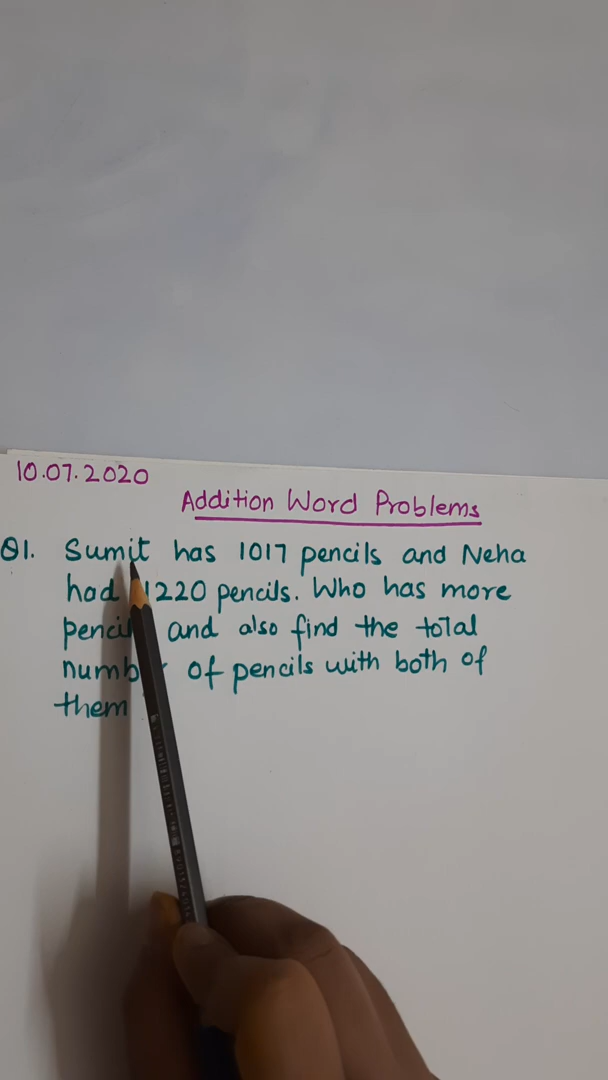 10.07.2020
Addition Word Problems
Q1. Sumit has 1017 pencils and Neha
had 1220 pencils. Who has more
and also find the total
of pencils with both of
them